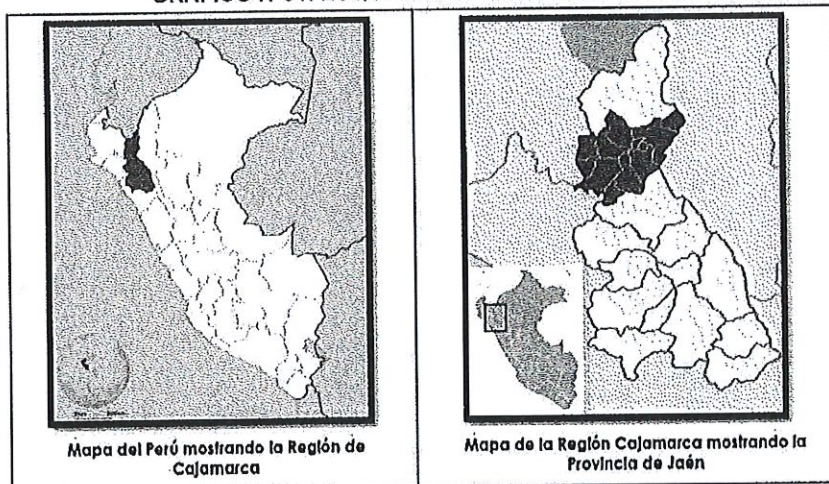 Mapa del Perú mostrando la Región de
Cajamarca
Mapa de la Región Cajamarca mostrando la
Provincia de Jaén